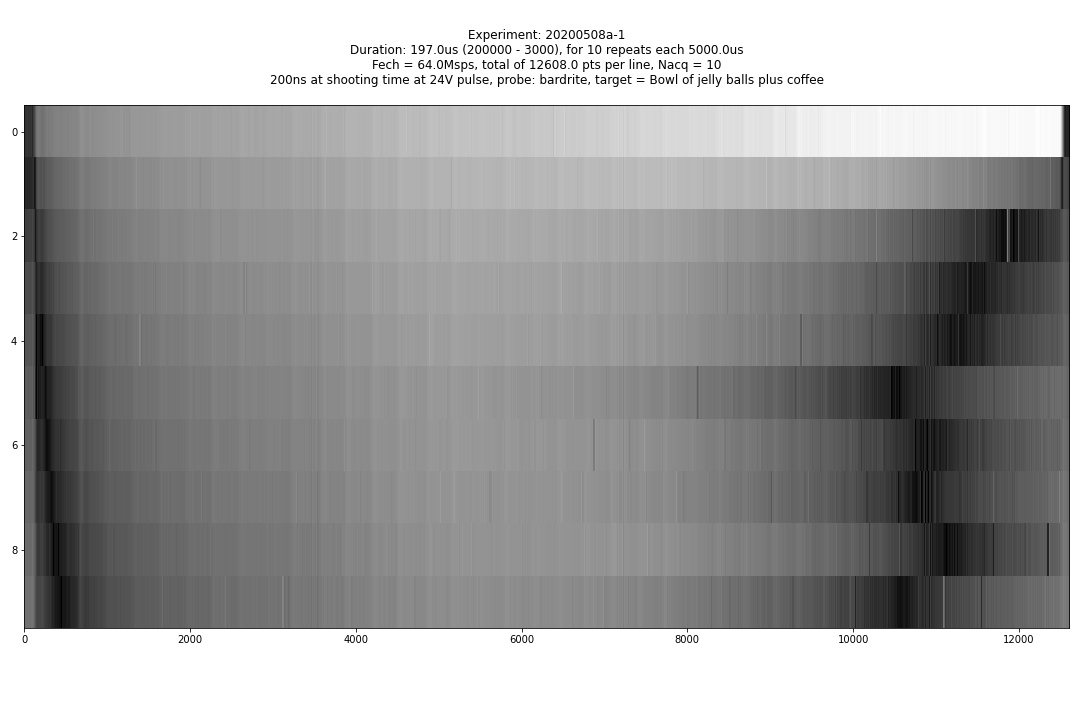 Experiment: 20200508a-1
Duration: 197.0us (200000 - 3000), for 10 repeats each 5000.0us
Fech = 64.0Msps, total of 12608.0 pts per line, Nacq = 10
200ns at shooting time at 24V pulse, probe: bardrite, target = Bowl of jelly balls plus coffee
0
2
4
6
8
0 2000 4000 6000 8000 10000 12000